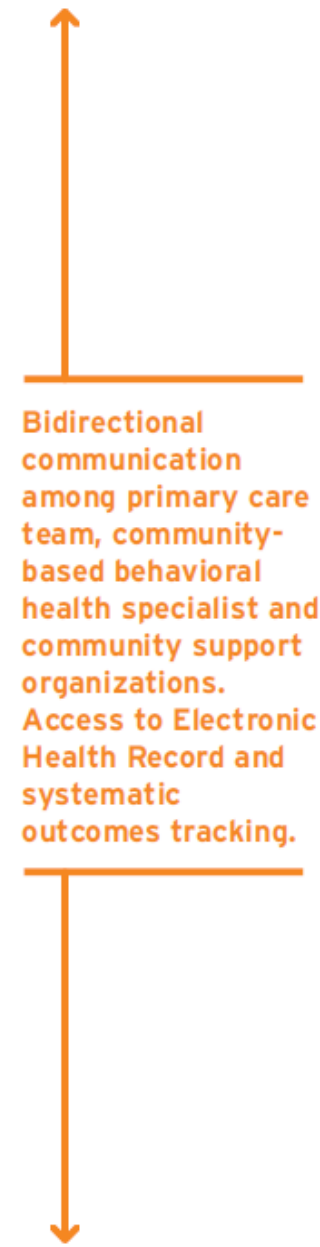 Bidirectional
communication
among primary care
team, community-
based behavioral
health specialist and
community support
organizations.
Access to Electronic
Health Record and
systematic
outcomes tracking.